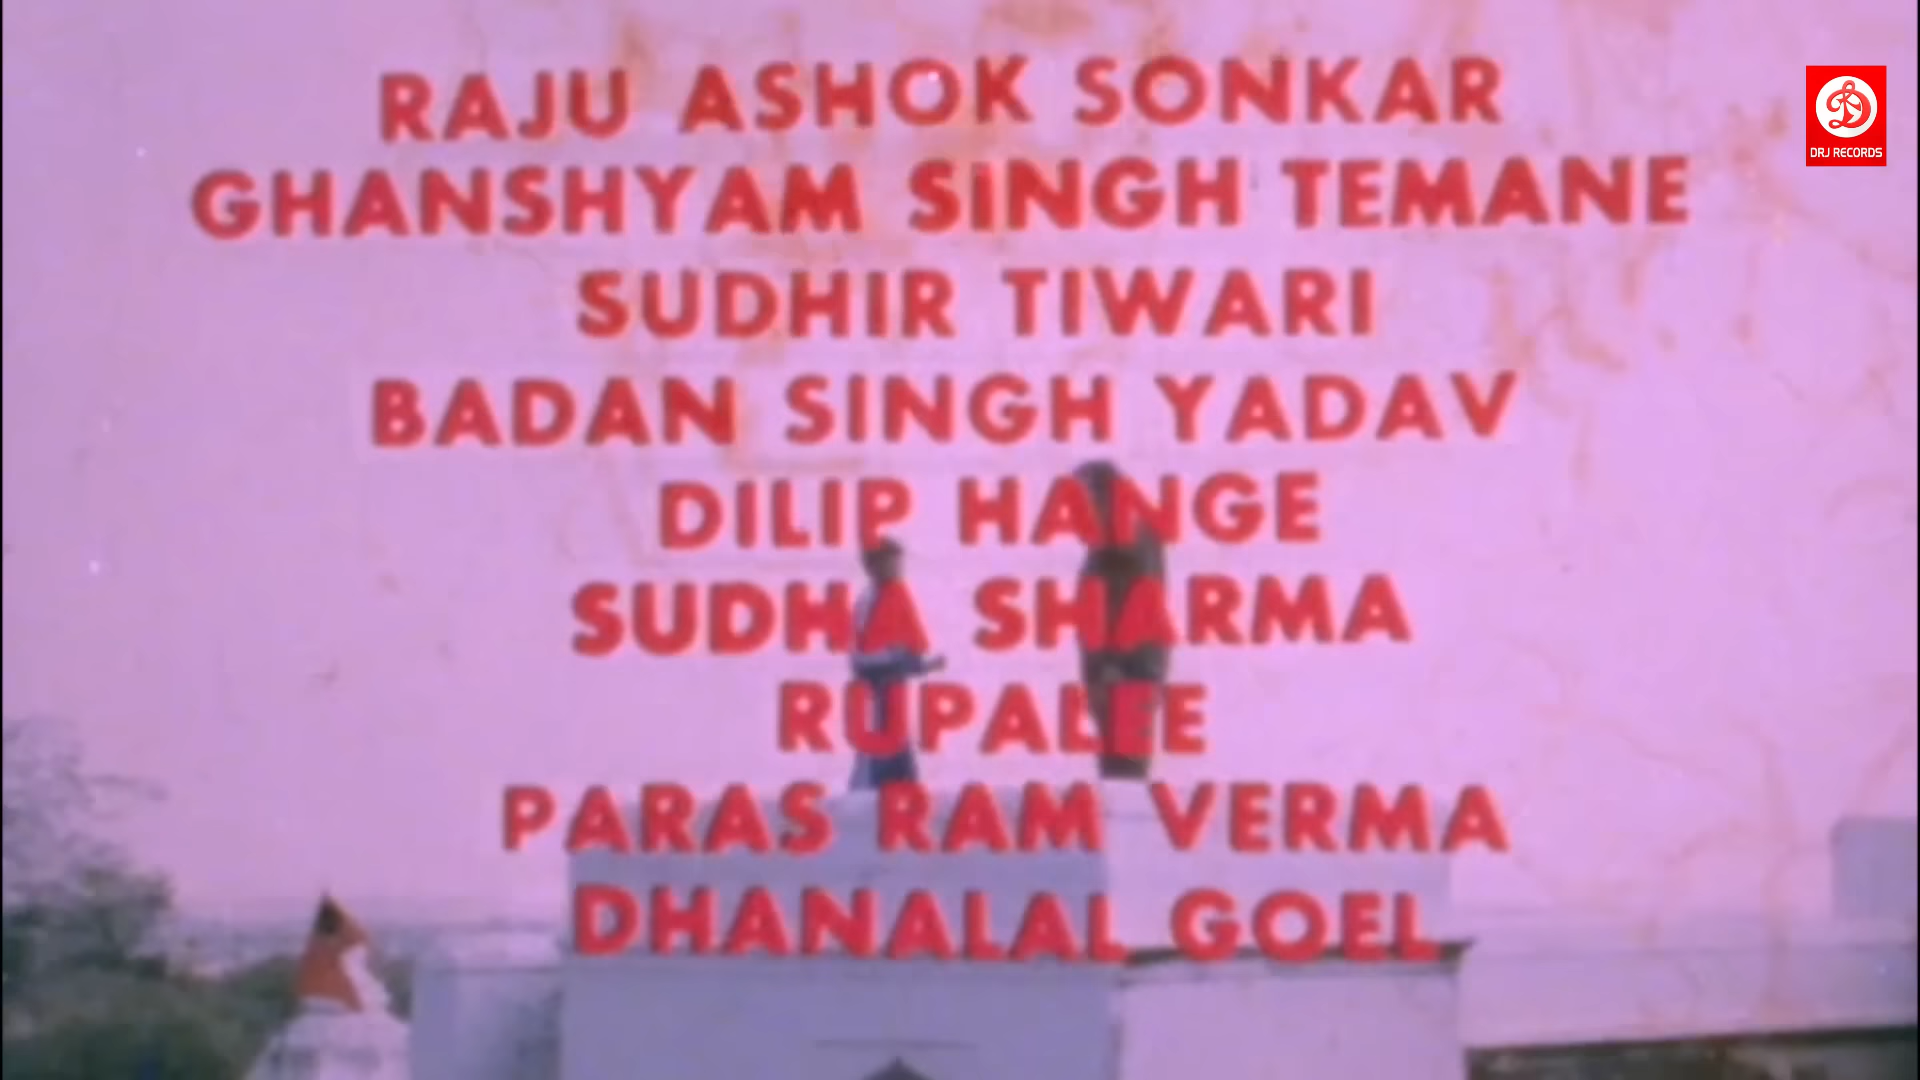 RAJU ASHOK SONKAR
GHANSHYAM SINGH TEMANE
SUDHIR TIWARI
BADAN SINGH YADAV
DILIP HANGE
SUDHA SHARMA
RUPALEE
PARAS RAM VERMA
DHANALAL GOEL
DRJ RECORDS